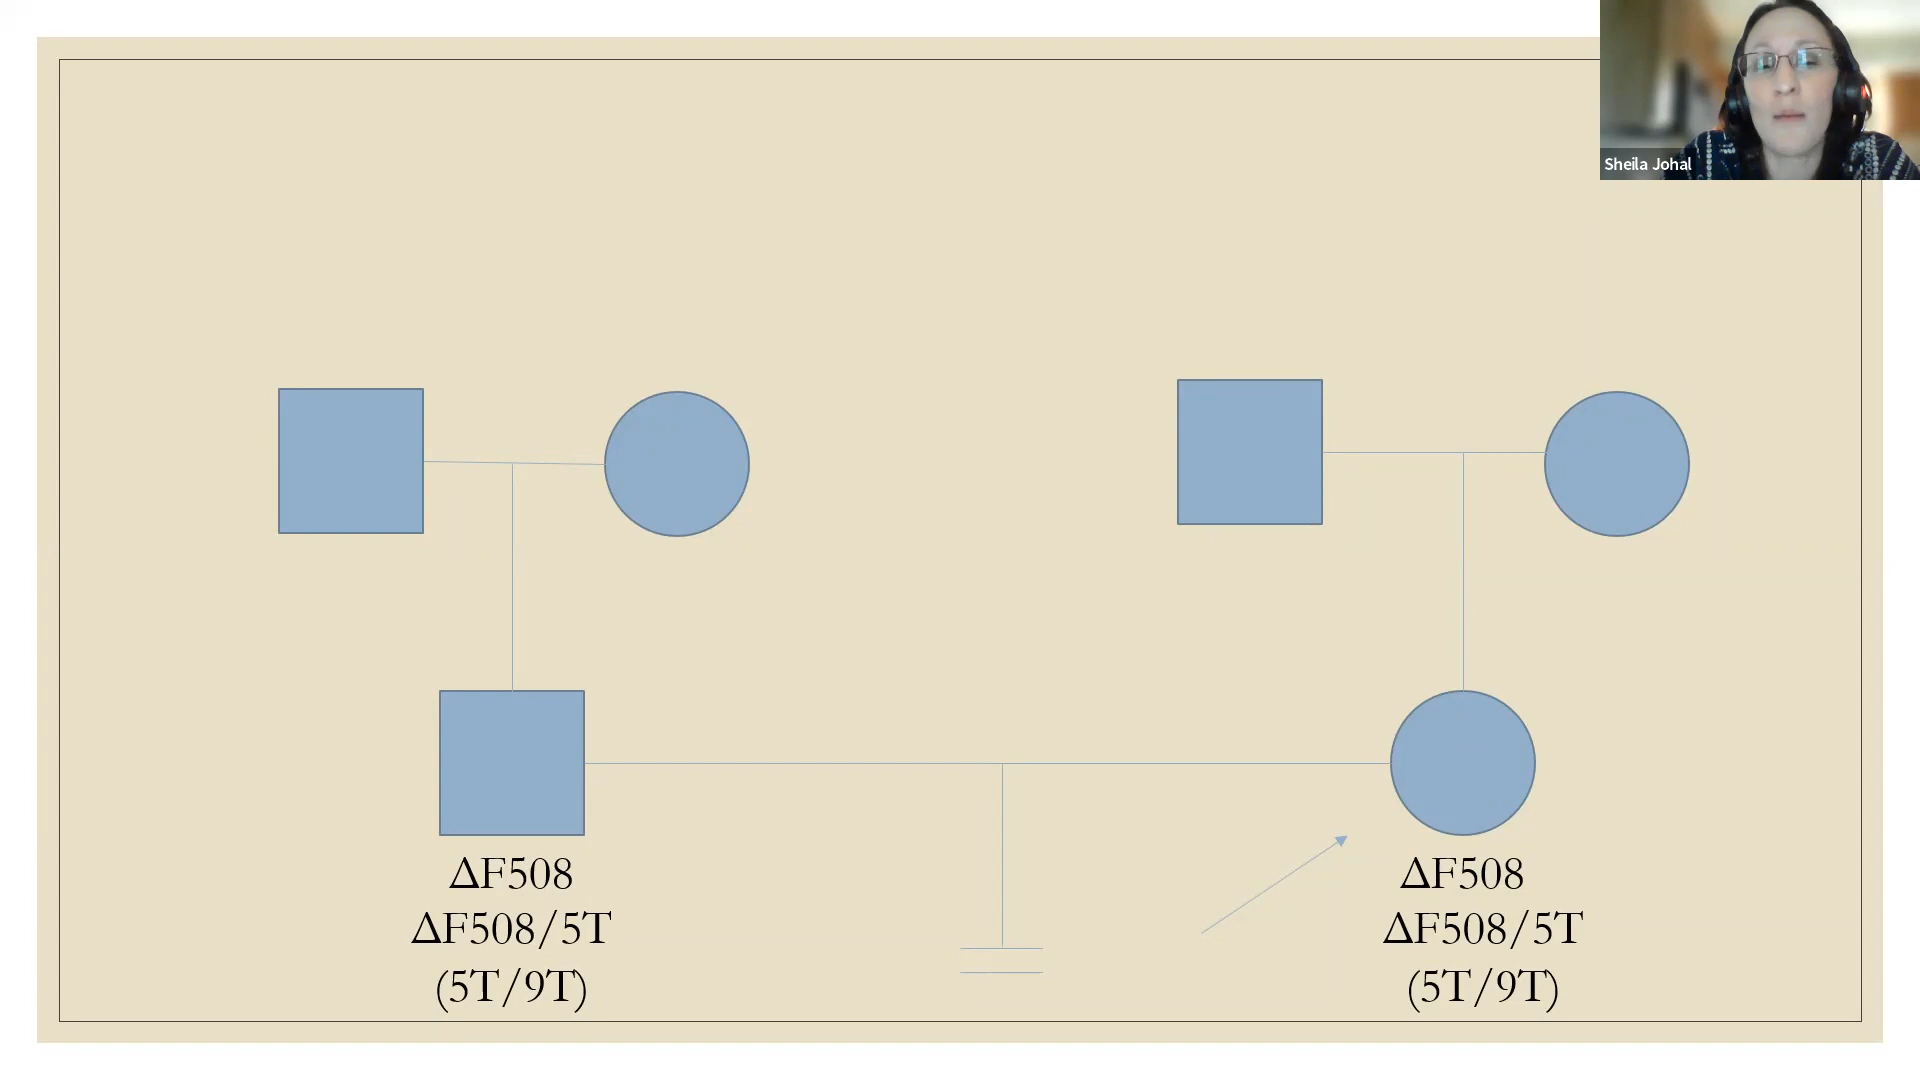 Sheila Johal
ΔF508
ΔF508/5T
(5T/9T)
ΔF508
ΔF508/5T
(5T/9T)